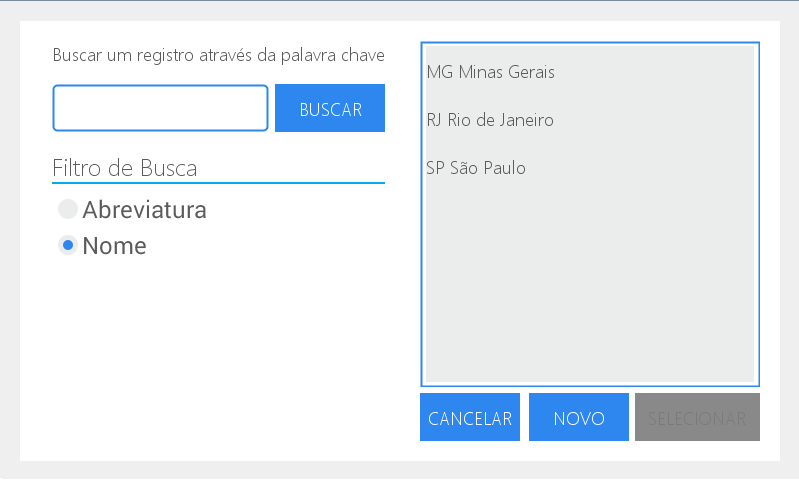 Buscar um registro através da palavra chave
BUSCAR
Filtro de Busca
Abreviatura
Nome
MG Minas Gerais
RJ Rio de Janeiro
SP São Paulo
CANCELAR
NOVO
SELECIONAR